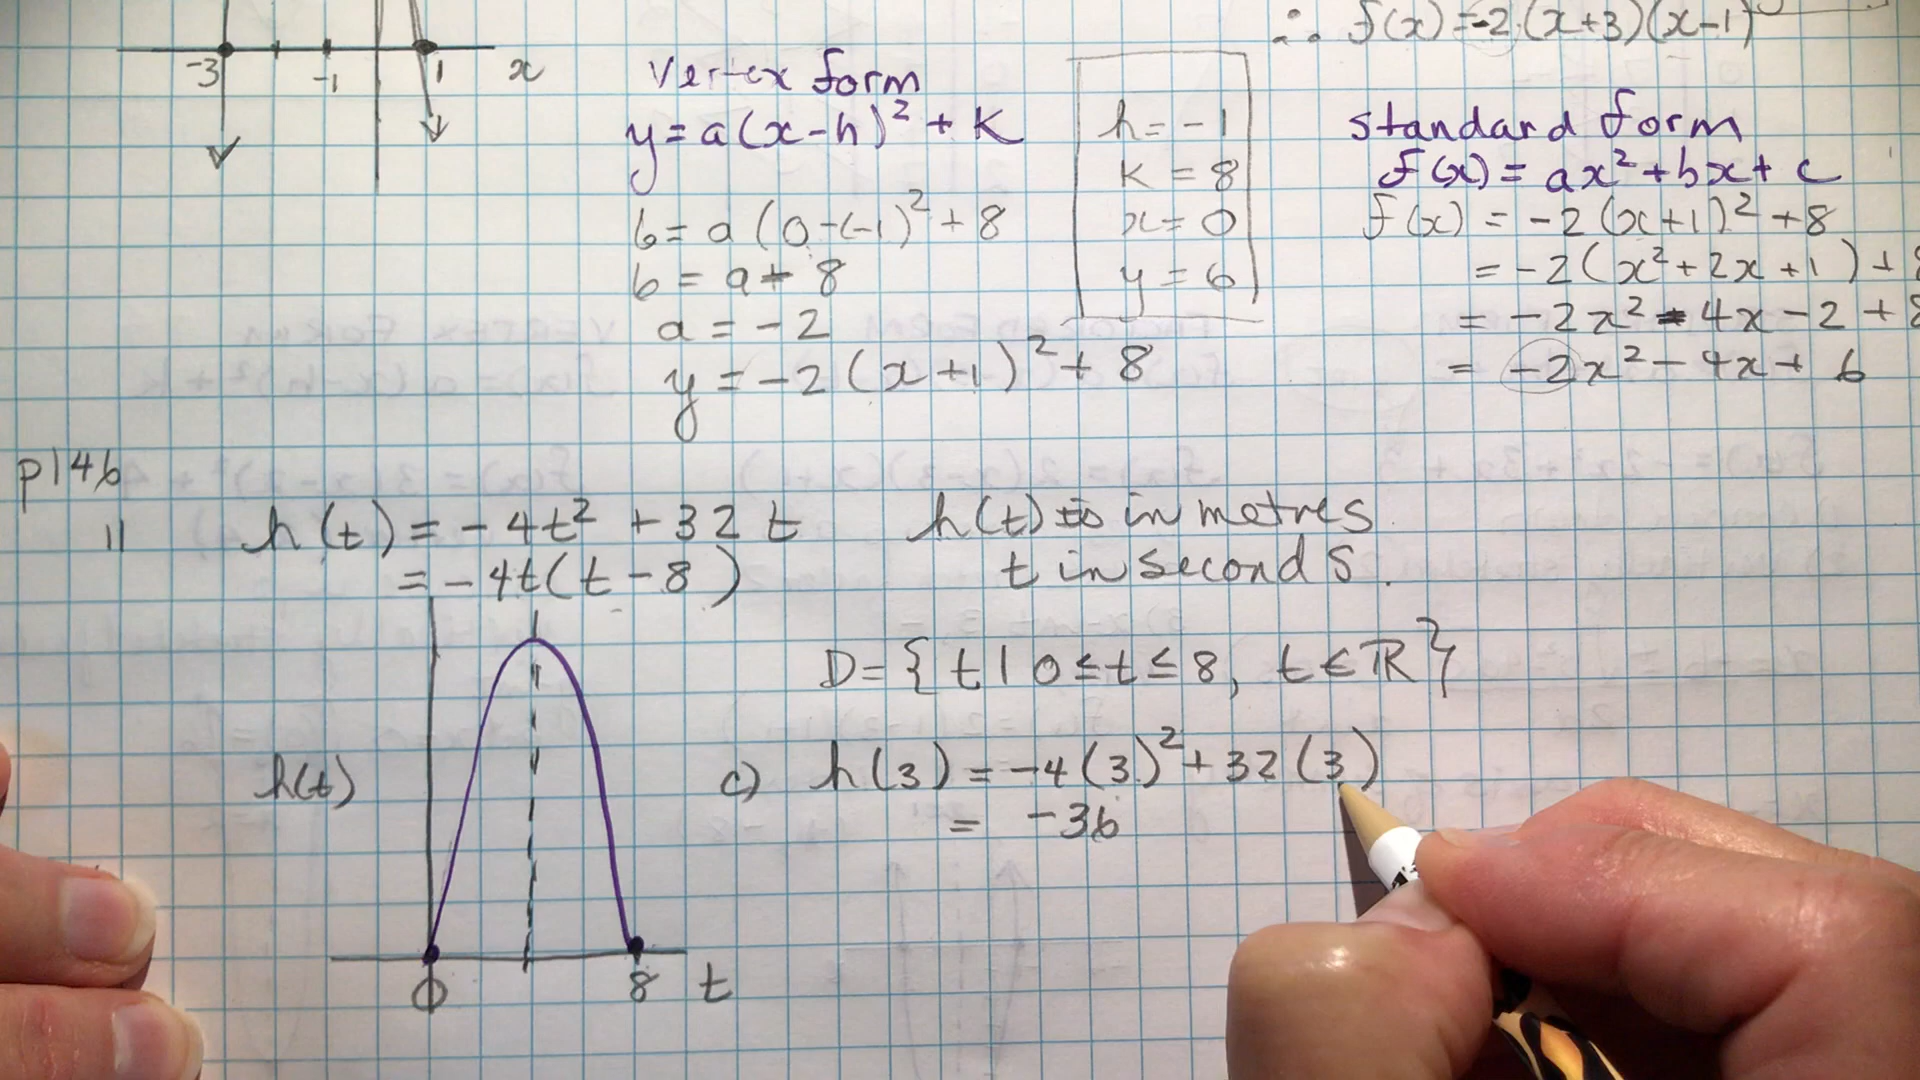 -3 -1 1 x
∴ f(x) = -2(x+3)(x-1)
vertex form
y = a(x-h)² + K
6 = a(0-(-1)² + 8
6 = a + 8
a = -2
y = -2(x+1)² + 8
h = -1
K = 8
x = 0
y = 6
standard form
f(x) = ax² + bx + c
f(x) = -2(x+1)² + 8
= -2(x² + 2x + 1) + 8
= -2x² - 4x - 2 + 8
= -2x² - 4x + 6
p146
11
h(t) = -4t² + 32t
= -4t(t-8)
h(t) in metres
t in seconds.
h(t)
0 8 t
D = { t | 0 ≤ t ≤ 8, t ∈ ℝ }
c) h(3) = -4(3)² + 32(3)
= -36